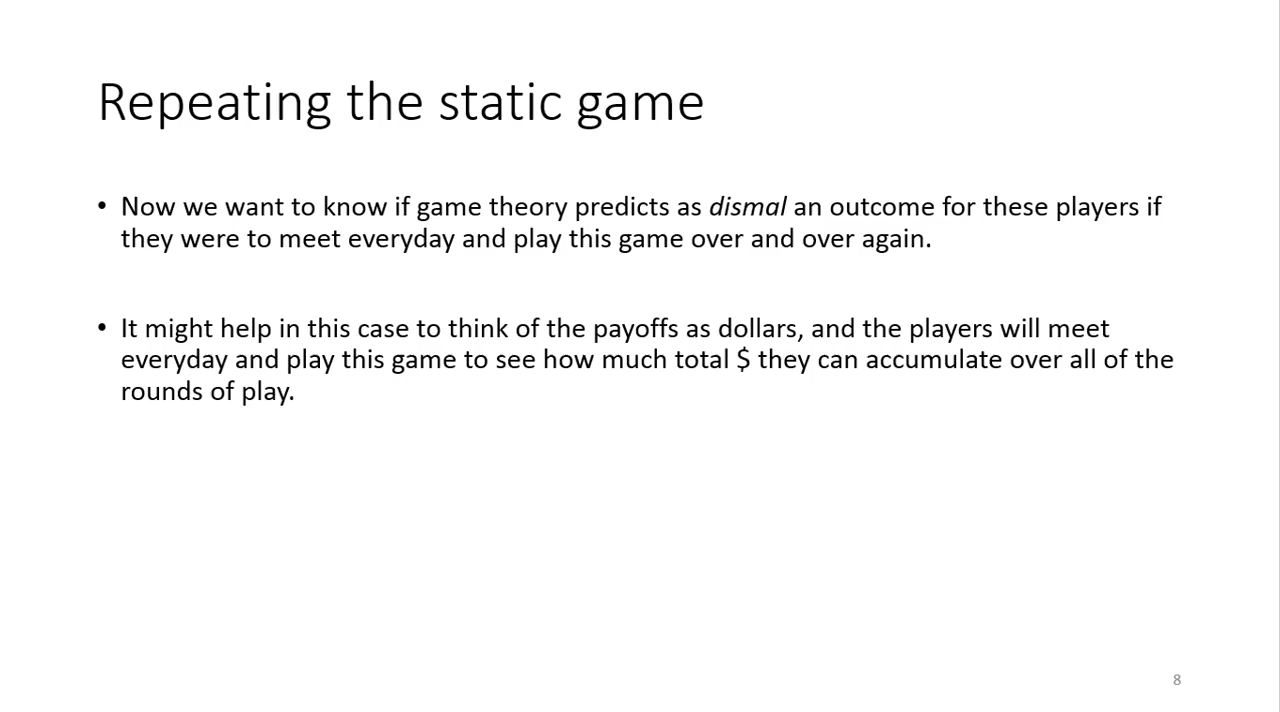 Repeating the static game
• Now we want to know if game theory predicts as dismal an outcome for these players if
they were to meet everyday and play this game over and over again.
• It might help in this case to think of the payoffs as dollars, and the players will meet
everyday and play this game to see how much total $ they can accumulate over all of the
rounds of play.
8